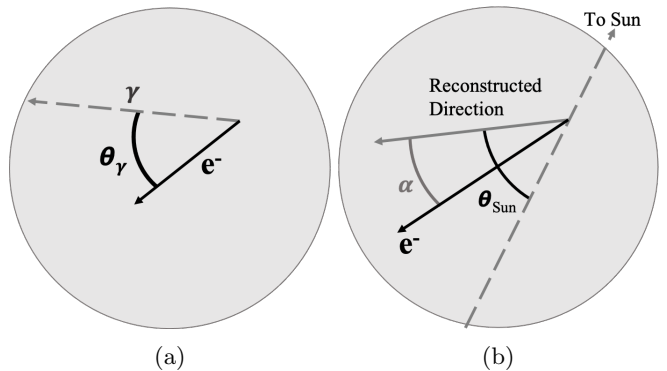 γ
θγ
e-
(a)
To Sun
Reconstructed
Direction
α
θSun
e-
(b)